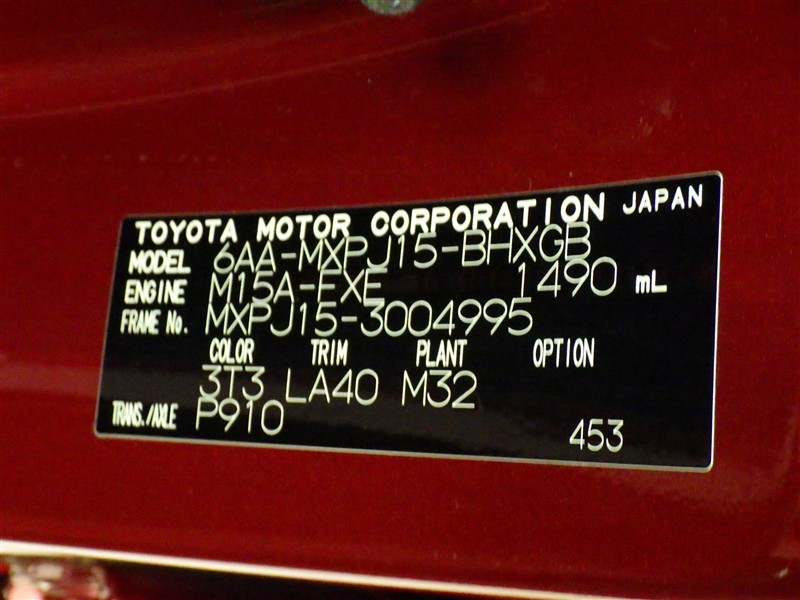 TOYOTA MOTOR CORPORATION JAPAN
MODEL 6AA-MXPJ15-BHXGB
ENGINE M15A-FXE 1490 mL
FRAME No. MXPJ15-3004995
COLOR TRIM PLANT OPTION
3T3 LA40 M32
TRANS./AXLE P910
453